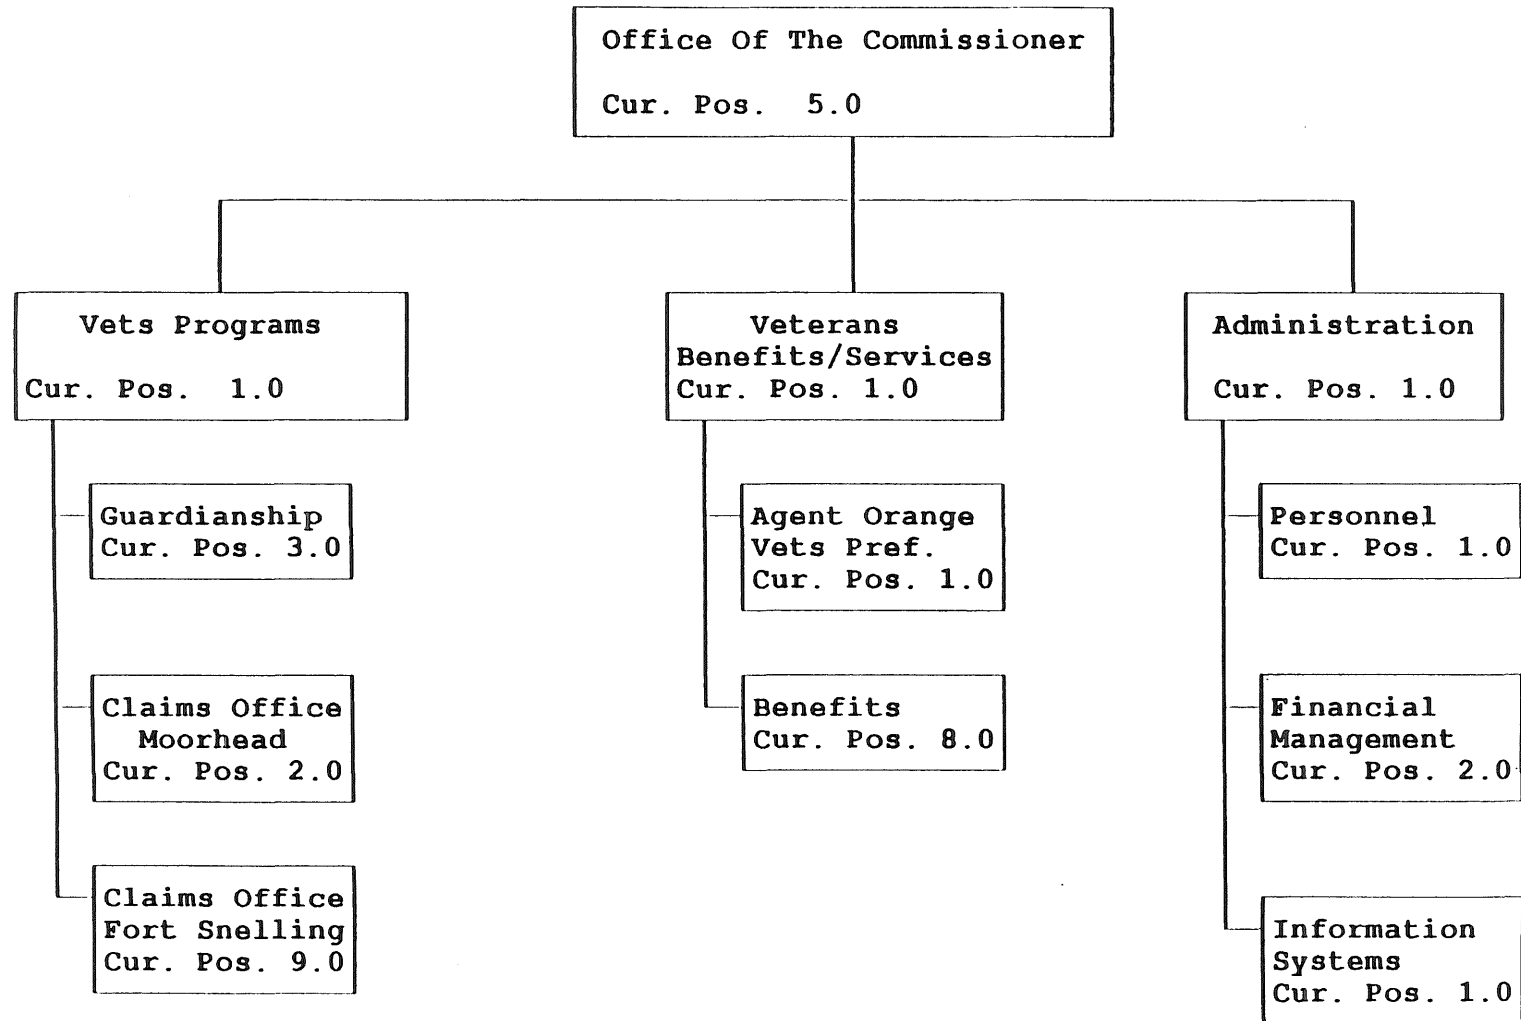 Office Of The Commissioner
Cur. Pos. 5.0
Vets Programs
Cur. Pos. 1.0
Guardianship
Cur. Pos. 3.0
Claims Office
Moorhead
Cur. Pos. 2.0
Claims Office
Fort Snelling
Cur. Pos. 9.0
Veterans
Benefits/Services
Cur. Pos. 1.0
Agent Orange
Vets Pref.
Cur. Pos. 1.0
Benefits
Cur. Pos. 8.0
Administration
Cur. Pos. 1.0
Personnel
Cur. Pos. 1.0
Financial
Management
Cur. Pos. 2.0
Information
Systems
Cur. Pos. 1.0